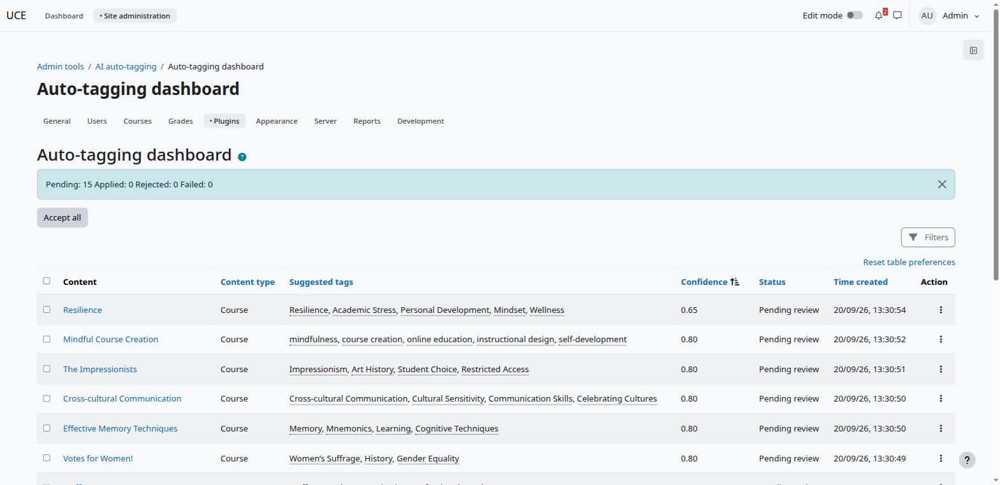 UCE Dashboard Site administration Edit mode 2 AU Admin
Admin tools / AI auto-tagging / Auto-tagging dashboard
Auto-tagging dashboard
General Users Courses Grades Plugins Appearance Server Reports Development
Auto-tagging dashboard ?
Pending: 15 Applied: 0 Rejected: 0 Failed: 0
Accept all
Filters
Reset table preferences
Content Content type Suggested tags Confidence Status Time created Action
Resilience Course Resilience, Academic Stress, Personal Development, Mindset, Wellness 0.65 Pending review 20/09/26, 13:30:54
Mindful Course Creation Course mindfulness, course creation, online education, instructional design, self-development 0.80 Pending review 20/09/26, 13:30:52
The Impressionists Course Impressionism, Art History, Student Choice, Restricted Access 0.80 Pending review 20/09/26, 13:30:51
Cross-cultural Communication Course Cross-cultural Communication, Cultural Sensitivity, Communication Skills, Celebrating Cultures 0.80 Pending review 20/09/26, 13:30:50
Effective Memory Techniques Course Memory, Mnemonics, Learning, Cognitive Techniques 0.80 Pending review 20/09/26, 13:30:50
Votes for Women! Course Women’s Suffrage, History, Gender Equality 0.80 Pending review 20/09/26, 13:30:49
?